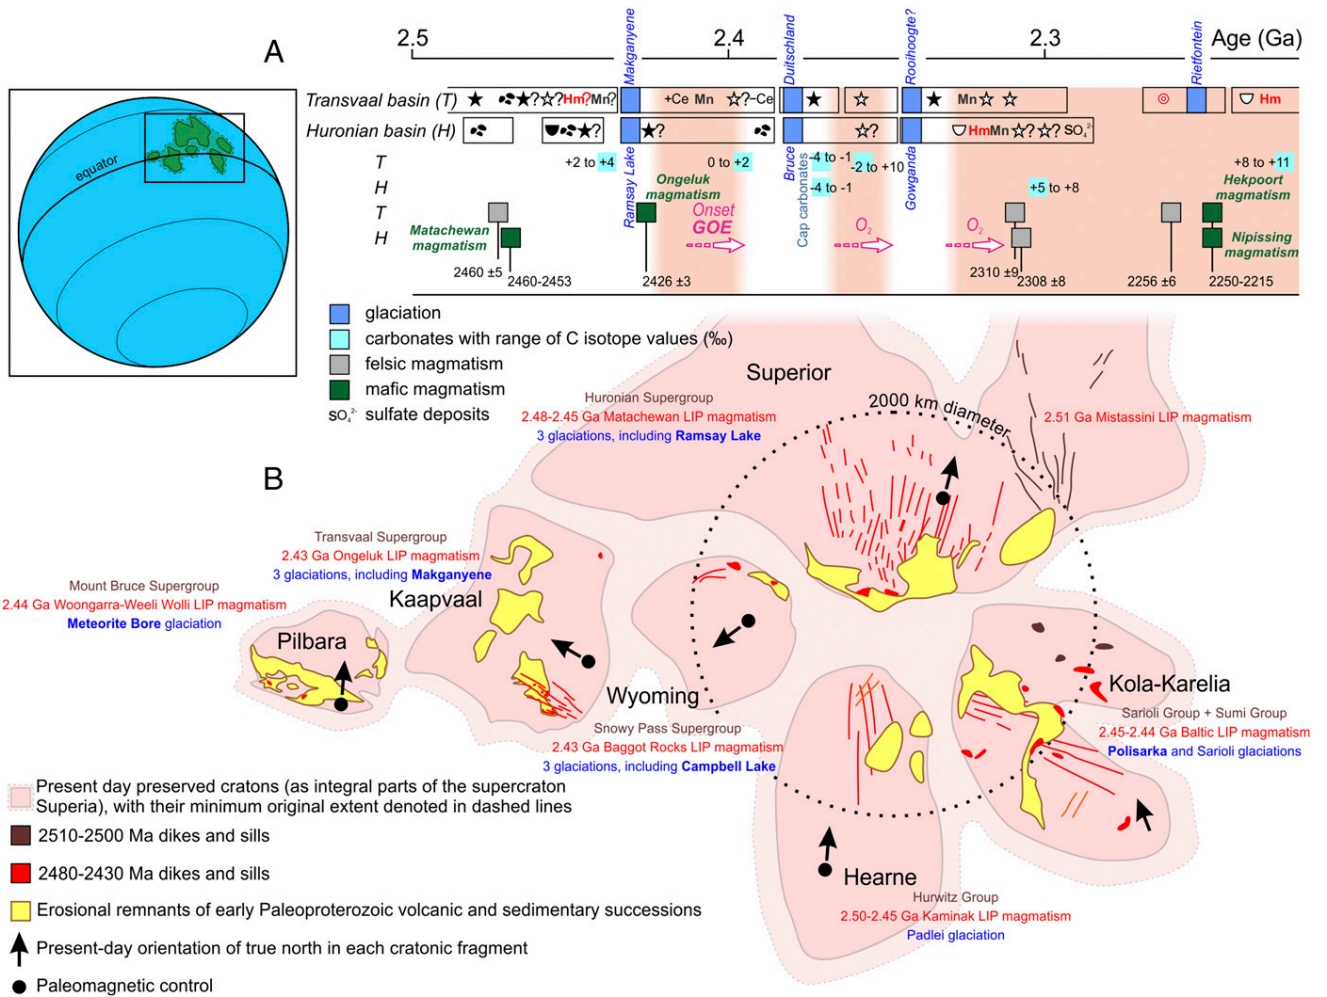 A
2.5
2.4
2.3
Age (Ga)
Makganyene
Duitschland
Rooihoogte?
Rietfontein
equator
Transvaal basin (T)
? ? Hm? Mn? +Ce Mn ?-Ce Mn Hm
Huronian basin (H)
? ? ? HmMn ? ? SO₄²⁻
T
+2 to +4
0 to +2
-4 to -1
-2 to +10
+8 to +11
H
-4 to -1
+5 to +8
T
H
Ramsay Lake
Bruce
Gowganda
Cap carbonates
Ongeluk
magmatism
Hekpoort
magmatism
Matachewan
magmatism
Onset
GOE
O₂
O₂
Nipissing
magmatism
2460 ±5
2460-2453
2426 ±3
2310 ±9
2308 ±8
2256 ±6
2250-2215
glaciation
carbonates with range of C isotope values (‰)
felsic magmatism
mafic magmatism
SO₄²⁻ sulfate deposits
B
Superior
Huronian Supergroup
2.48-2.45 Ga Matachewan LIP magmatism
3 glaciations, including Ramsay Lake
2000 km diameter
2.51 Ga Mistassini LIP magmatism
Transvaal Supergroup
2.43 Ga Ongeluk LIP magmatism
3 glaciations, including Makganyene
Kaapvaal
Mount Bruce Supergroup
2.44 Ga Woongarra-Weeli Wolli LIP magmatism
Meteorite Bore glaciation
Pilbara
Wyoming
Snowy Pass Supergroup
2.43 Ga Baggot Rocks LIP magmatism
3 glaciations, including Campbell Lake
Kola-Karelia
Sarioli Group + Sumi Group
2.45-2.44 Ga Baltic LIP magmatism
Polisarka and Sarioli glaciations
Hearne
Hurwitz Group
2.50-2.45 Ga Kaminak LIP magmatism
Padlei glaciation
Present day preserved cratons (as integral parts of the supercraton
Superia), with their minimum original extent denoted in dashed lines
2510-2500 Ma dikes and sills
2480-2430 Ma dikes and sills
Erosional remnants of early Paleoproterozoic volcanic and sedimentary successions
Present-day orientation of true north in each cratonic fragment
Paleomagnetic control